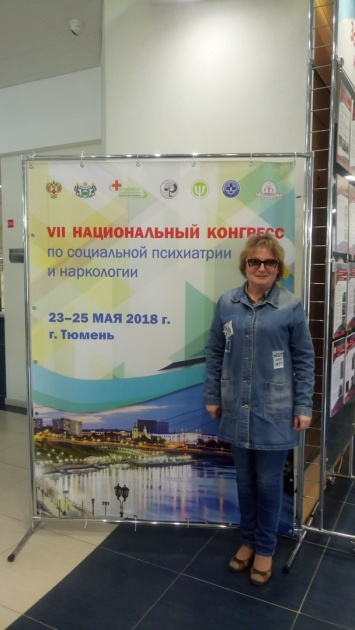 VII НАЦИОНАЛЬНЫЙ КОНГРЕСС
по социальной психиатрии
и наркологии
23–25 МАЯ 2018 г.
г. Тюмень